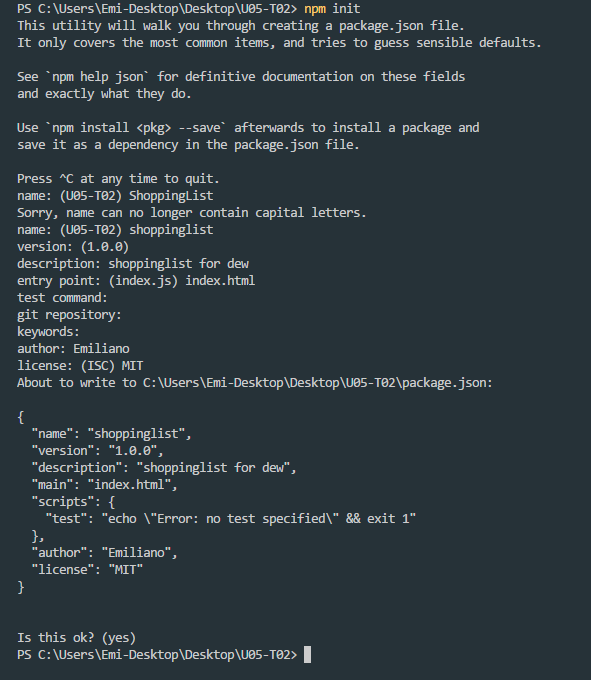 PS C:\Users\Emi-Desktop\Desktop\U05-T02> npm init
This utility will walk you through creating a package.json file.
It only covers the most common items, and tries to guess sensible defaults.

See `npm help json` for definitive documentation on these fields
and exactly what they do.

Use `npm install <pkg> --save` afterwards to install a package and
save it as a dependency in the package.json file.

Press ^C at any time to quit.
name: (U05-T02) ShoppingList
Sorry, name can no longer contain capital letters.
name: (U05-T02) shoppinglist
version: (1.0.0)
description: shoppinglist for dew
entry point: (index.js) index.html
test command:
git repository:
keywords:
author: Emiliano
license: (ISC) MIT
About to write to C:\Users\Emi-Desktop\Desktop\U05-T02\package.json:

{
  "name": "shoppinglist",
  "version": "1.0.0",
  "description": "shoppinglist for dew",
  "main": "index.html",
  "scripts": {
    "test": "echo \"Error: no test specified\" && exit 1"
  },
  "author": "Emiliano",
  "license": "MIT"
}

Is this ok? (yes)
PS C:\Users\Emi-Desktop\Desktop\U05-T02>